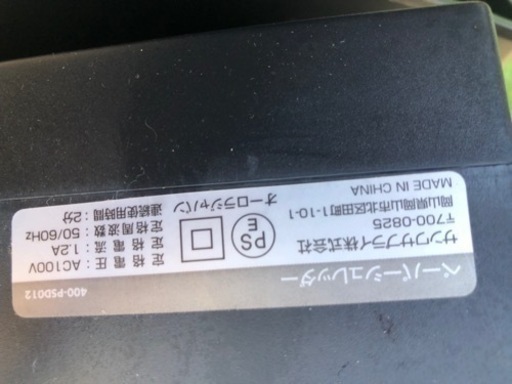 ペーパーシュレッダー
400-PSD012
サンワサプライ株式会社
〒700-0825
岡山県岡山市北区田町1-10-1
MADE IN CHINA
PS
E
オーロラジャパン
定格電圧：AC100V
定格電流：1.2A
定格周波数：50/60Hz
連続使用時間：2分